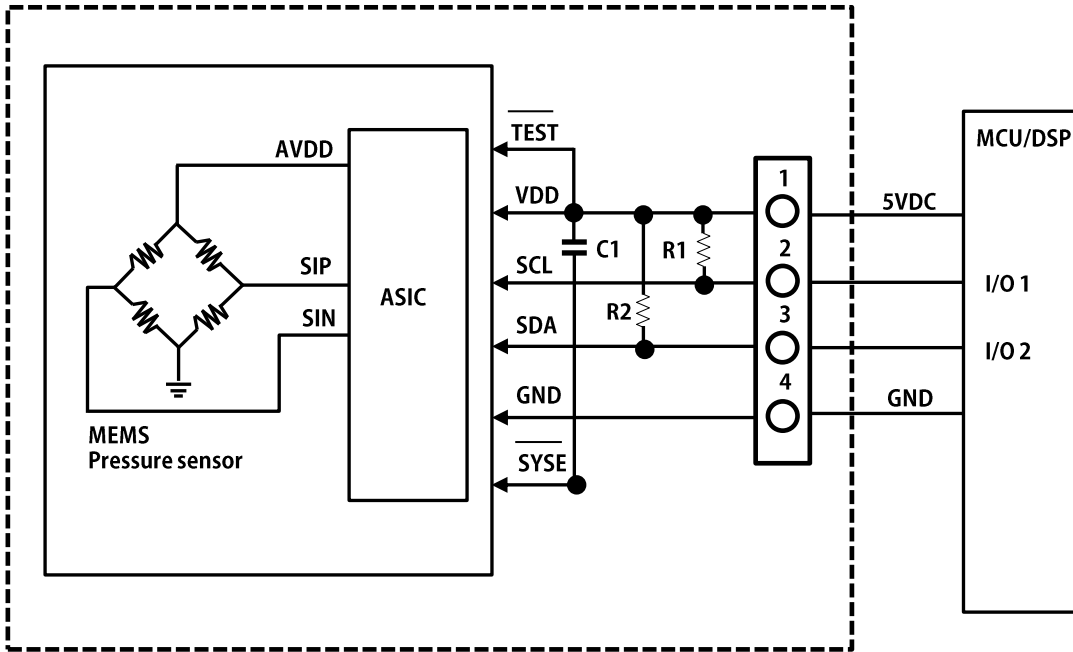 TEST
MCU/DSP
AVDD
1
VDD
5VDC
2
C1
R1
SIP
SCL
ASIC
I/O 1
R2
3
SIN
SDA
I/O 2
4
GND
GND
MEMS
Pressure sensor
SYSE